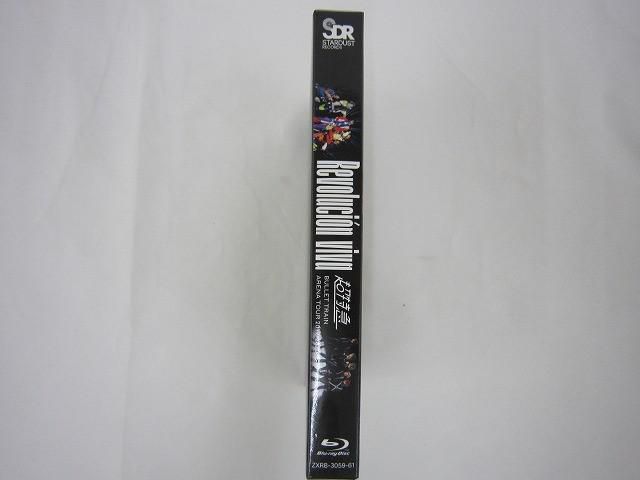 SDR
STARDUST
RECORDS
Revolución viva
超特急
BULLET TRAIN
ARENA TOUR
Blu-ray Disc
ZXRB-3059-61